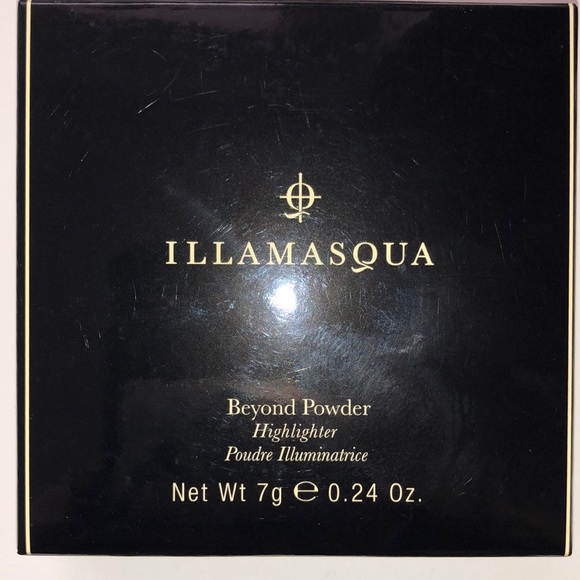 ILLAMASQUA
Beyond Powder
Highlighter
Poudre Illuminatrice
Net Wt 7g ℮ 0.24 Oz.